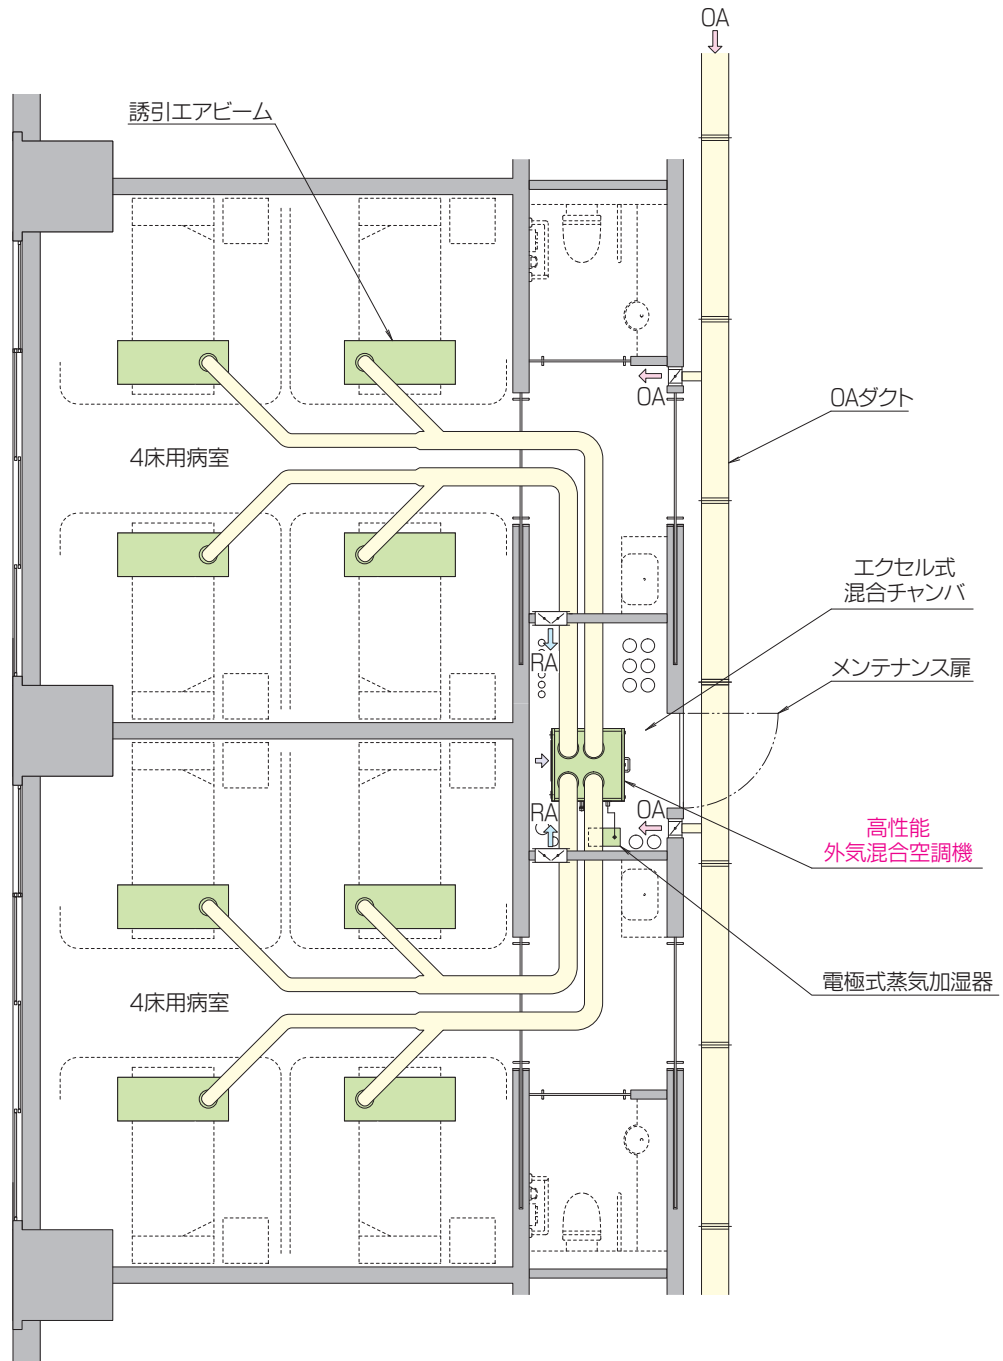 OA
誘引エアビーム
OA
OAダクト
4床用病室
エクセル式
混合チャンバ
RA
メンテナンス扉
RA
OA
高性能
外気混合空調機
電極式蒸気加湿器
4床用病室